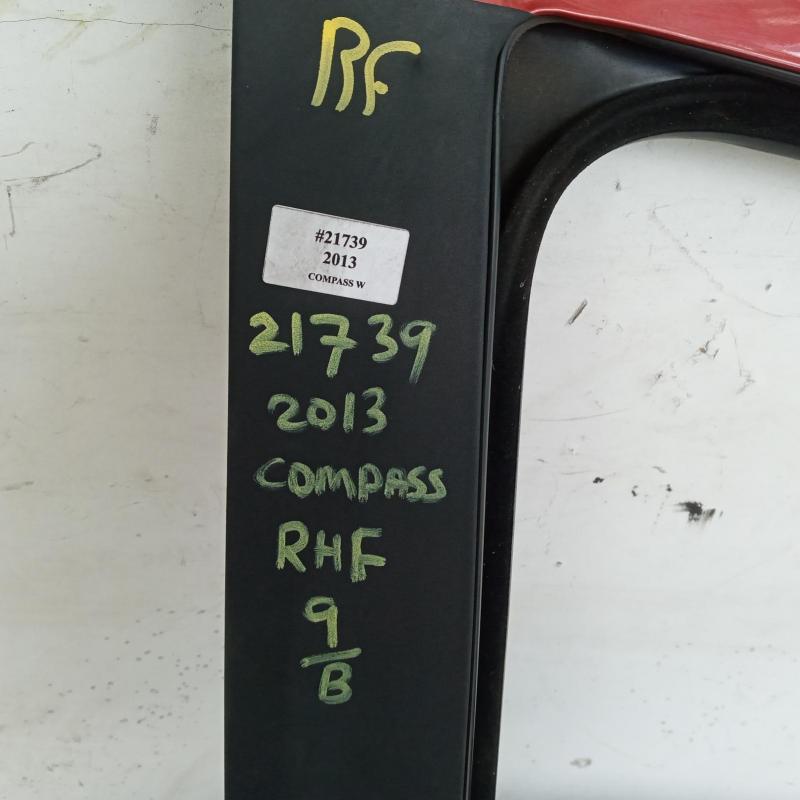 RF
#21739
2013
COMPASS W
21739
2013
COMPASS
RHF
9
B